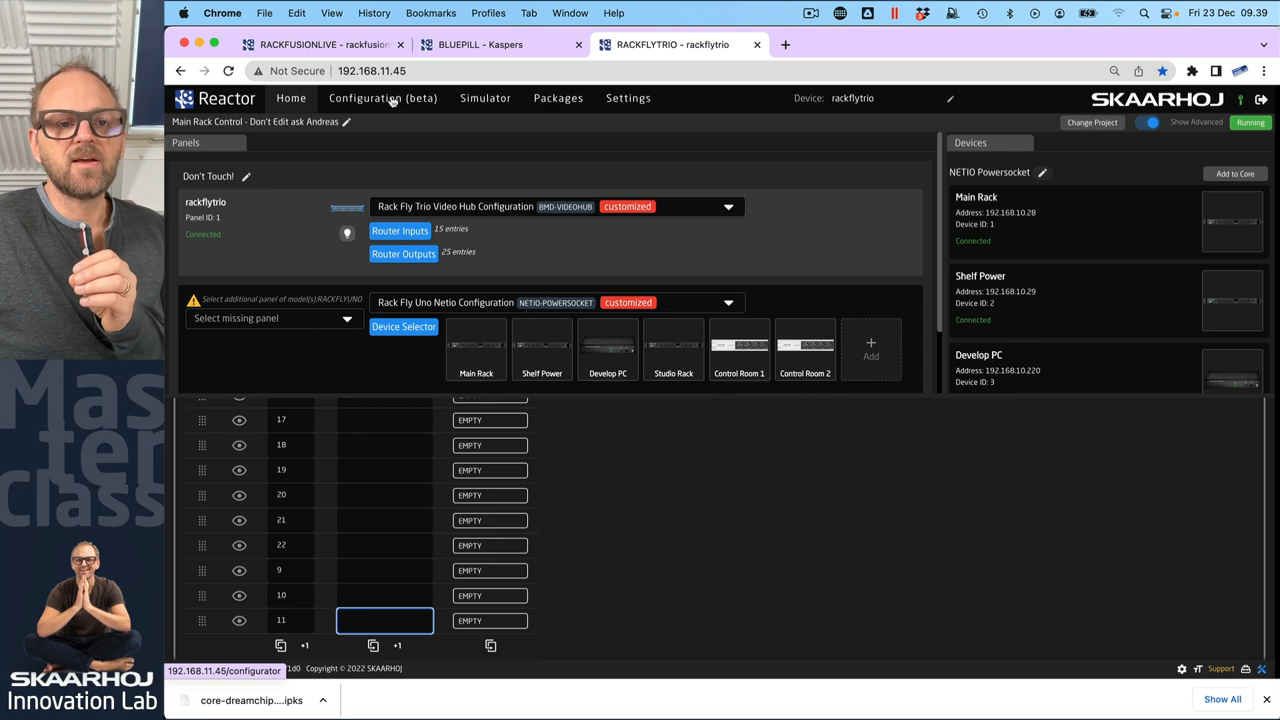 Chrome File Edit View History Bookmarks Profiles Tab Window Help Fri 23 Dec 09.39
RACKFUSIONLIVE - rackfusion BLUEPILL - Kaspers RACKFLYTRIO - rackflytrio
Not Secure 192.168.11.45
Reactor Home Configuration (beta) Simulator Packages Settings Device: rackflytrio SKAARHOJ
Main Rack Control - Don't Edit ask Andreas Change Project Show Advanced Running
Panels Devices
Don't Touch! NETIO Powersocket Add to Core
rackflytrio
Panel ID: 1
Connected
Rack Fly Trio Video Hub Configuration BMD-VIDEOHUB customized
Router Inputs 15 entries
Router Outputs 25 entries
Main Rack
Address: 192.168.10.28
Device ID: 1
Connected
Shelf Power
Address: 192.168.10.29
Device ID: 2
Connected
Develop PC
Address: 192.168.10.220
Device ID: 3
Select additional panel of model(s):RACKFLYUNO
Select missing panel
Rack Fly Uno Netio Configuration NETIO-POWERSOCKET customized
Device Selector
Main Rack Shelf Power Develop PC Studio Rack Control Room 1 Control Room 2 Add
17 EMPTY
18 EMPTY
19 EMPTY
20 EMPTY
21 EMPTY
22 EMPTY
9 EMPTY
10 EMPTY
11 EMPTY
+1 +1
192.168.11.45/configurator
1d0 Copyright © 2022 SKAARHOJ Support
core-dreamchip....ipks Show All
Mas
ter
Class
SKAARHOJ
Innovation Lab